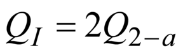 Q_I = 2Q_{2-a}